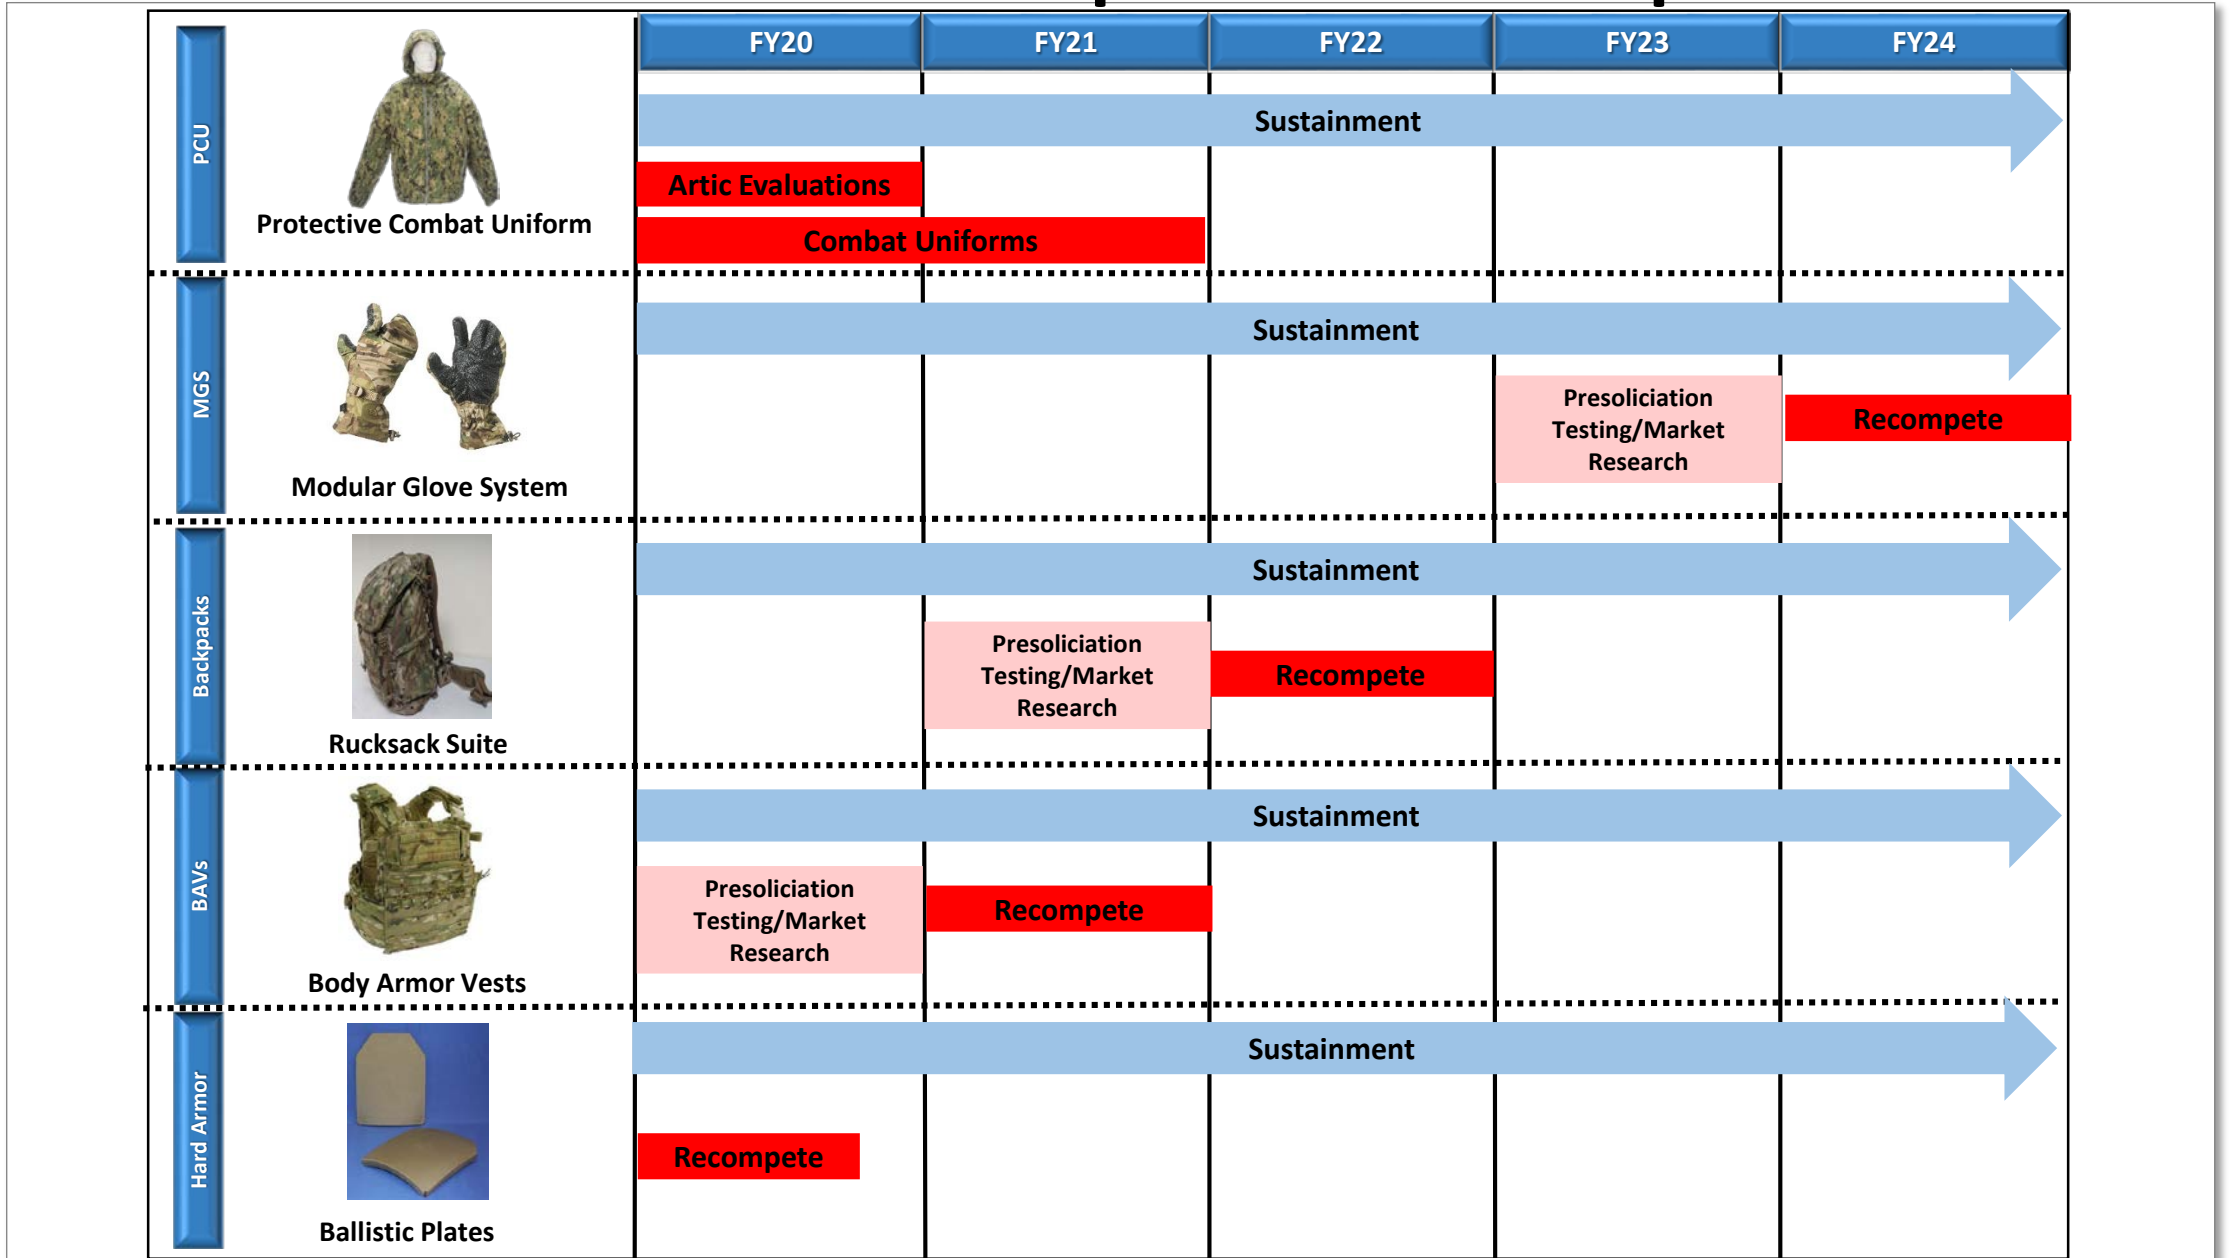 FY20
FY21
FY22
FY23
FY24
PCU
Protective Combat Uniform
Sustainment
Artic Evaluations
Combat Uniforms
MGS
Modular Glove System
Sustainment
Presoliciation
Testing/Market
Research
Recompete
Backpacks
Rucksack Suite
Sustainment
Presoliciation
Testing/Market
Research
Recompete
BAVs
Body Armor Vests
Sustainment
Presoliciation
Testing/Market
Research
Recompete
Hard Armor
Ballistic Plates
Sustainment
Recompete